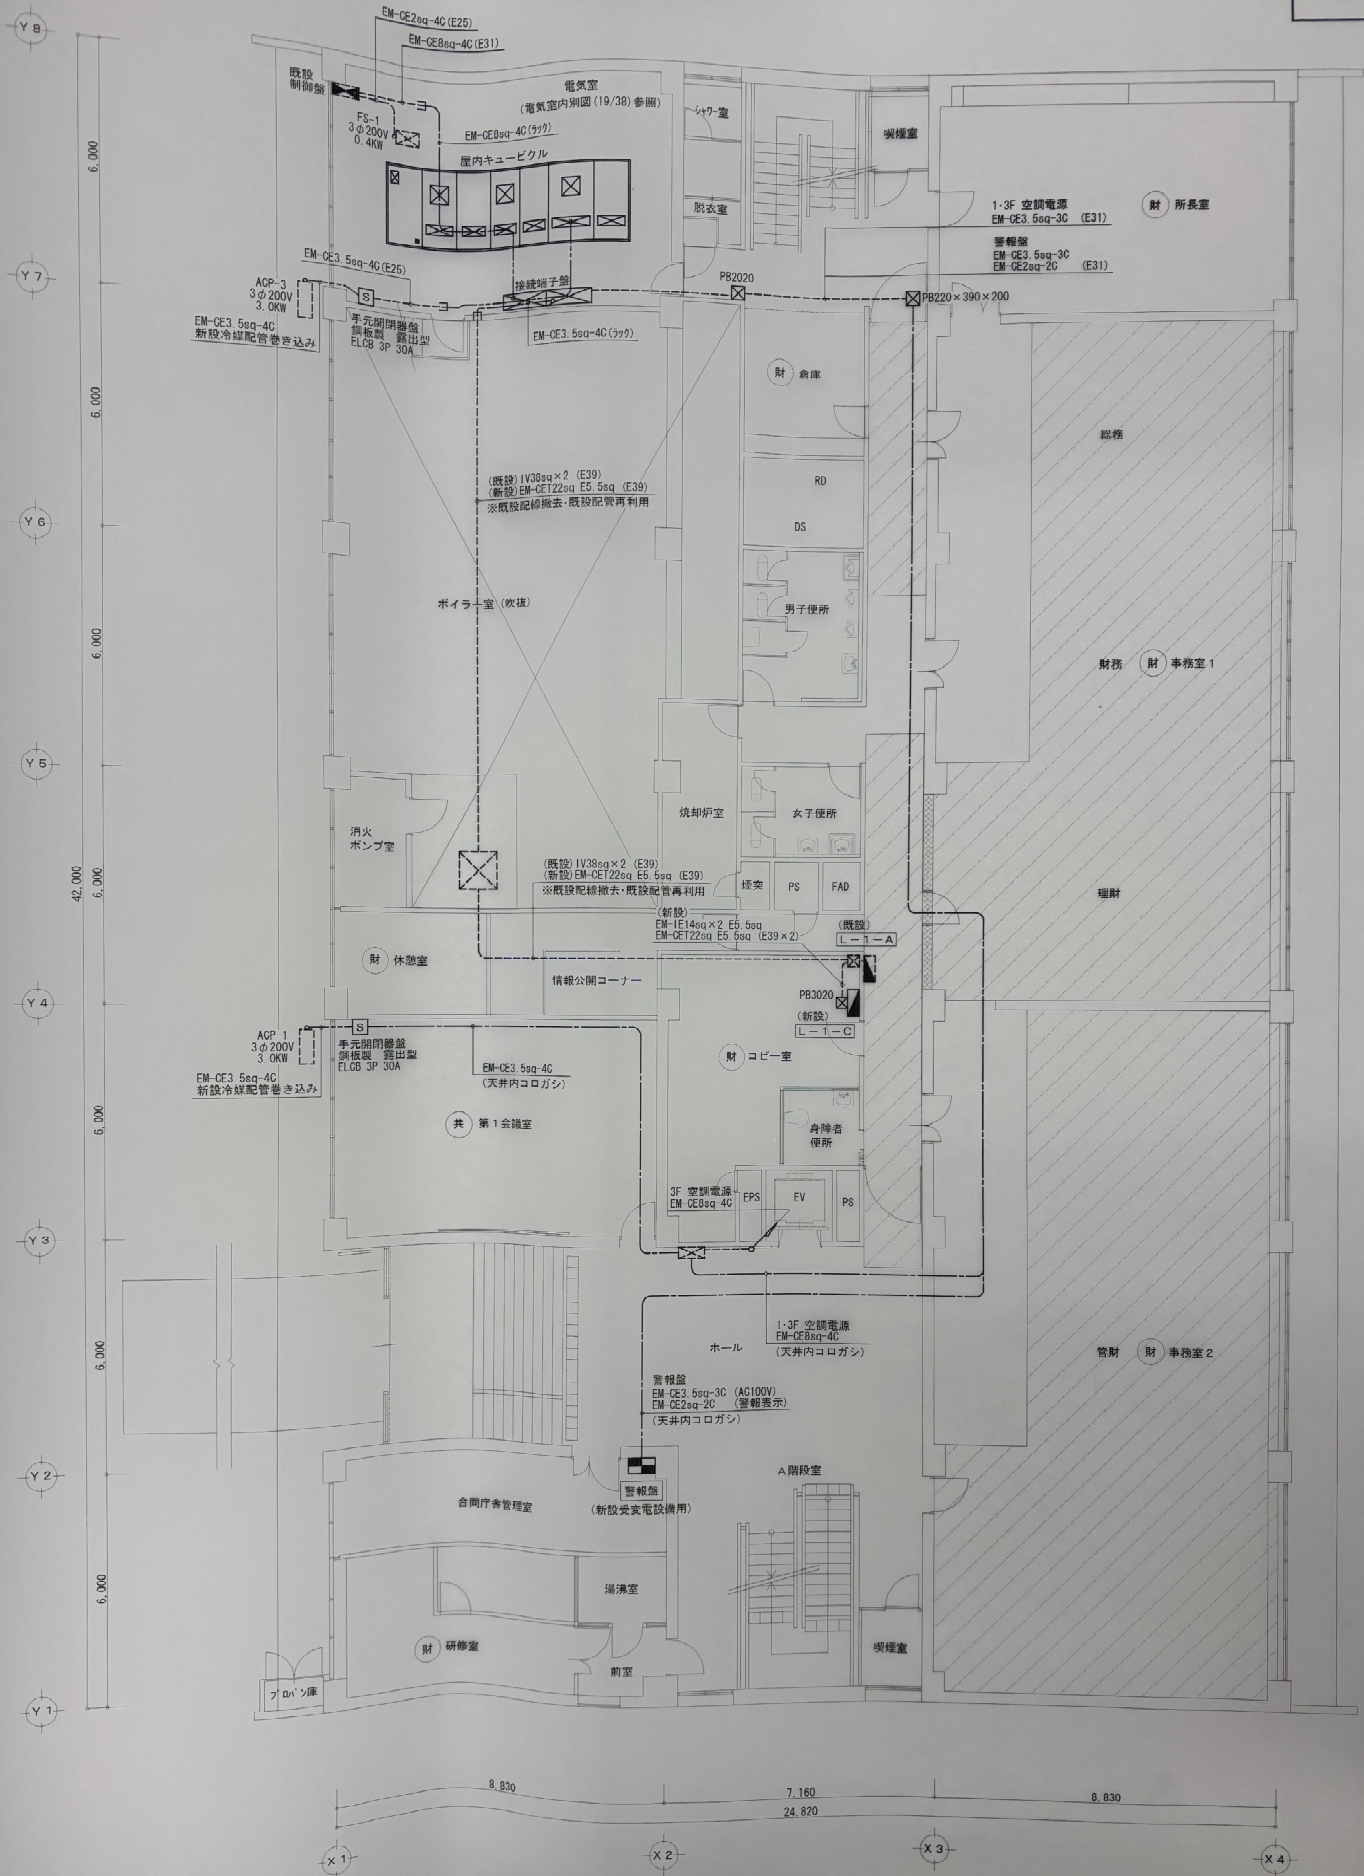 Y 8
EM-CE2sq-4C(E25)
EM-CE8sq-4C(E31)
既設
制御盤
電気室
(電気室内別図(19/38)参照)
FS-1
3φ200V
0.4KW
EM-CE8sq-4C(ラック)
屋内キュービクル
シャワー室
喫煙室
脱衣室
1・3F 空調電源
EM-CE3.5sq-3C (E31)
財 所長室
警報盤
EM-CE3.5sq-3C
EM-CE2sq-2C (E31)
6,000
Y 7
EM-CE3.5sq-4C(E25)
ACP-3
3φ200V
3.0KW
S
接続端子盤
PB2020
PB220×390×200
EM-CE3.5sq-4C
新設冷媒配管巻き込み
手元開閉器盤
鋼板製 露出型
ELCB 3P 30A
EM-CE3.5sq-4C(ラック)
財 倉庫
6,000
総務
(既設)IV38sq×2 (E39)
(新設)EM-CET22sq E5.5sq (E39)
※既設配線撤去・既設配管再利用
RD
DS
Y 6
ボイラー室(吹抜)
男子便所
6,000
財務 財 事務室1
Y 5
消火
ポンプ室
焼却炉室
女子便所
(既設)IV38sq×2 (E39)
(新設)EM-CET22sq E5.5sq (E39)
※既設配線撤去・既設配管再利用
煙突
PS
FAD
42,000
6,000
理財
(新設)
EM-IE14sq×2 E5.5sq
EM-CET22sq E5.5sq (E39×2)
(既設)
L-1-A
財 休憩室
情報公開コーナー
PB3020
(新設)
L-1-C
Y 4
ACP-1
3φ200V
3.0KW
S
手元開閉器盤
鋼板製 露出型
ELCB 3P 30A
EM-CE3.5sq-4C
新設冷媒配管巻き込み
EM-CE3.5sq-4C
(天井内コロガシ)
財 コピー室
6,000
共 第1会議室
身障者
便所
3F 空調電源
EM-CE8sq-4C
EPS
EV
PS
Y 3
1・3F 空調電源
EM-CE8sq-4C
(天井内コロガシ)
ホール
6,000
管財 財 事務室2
警報盤
EM-CE3.5sq-3C (AC100V)
EM-CE2sq-2C (警報表示)
(天井内コロガシ)
Y 2
A階段室
警報盤
(新設受変電設備用)
合同庁舎管理室
6,000
湯沸室
財 研修室
前室
喫煙室
プロパン庫
Y 1
8,830
7,160
8,830
24,820
X 1
X 2
X 3
X 4